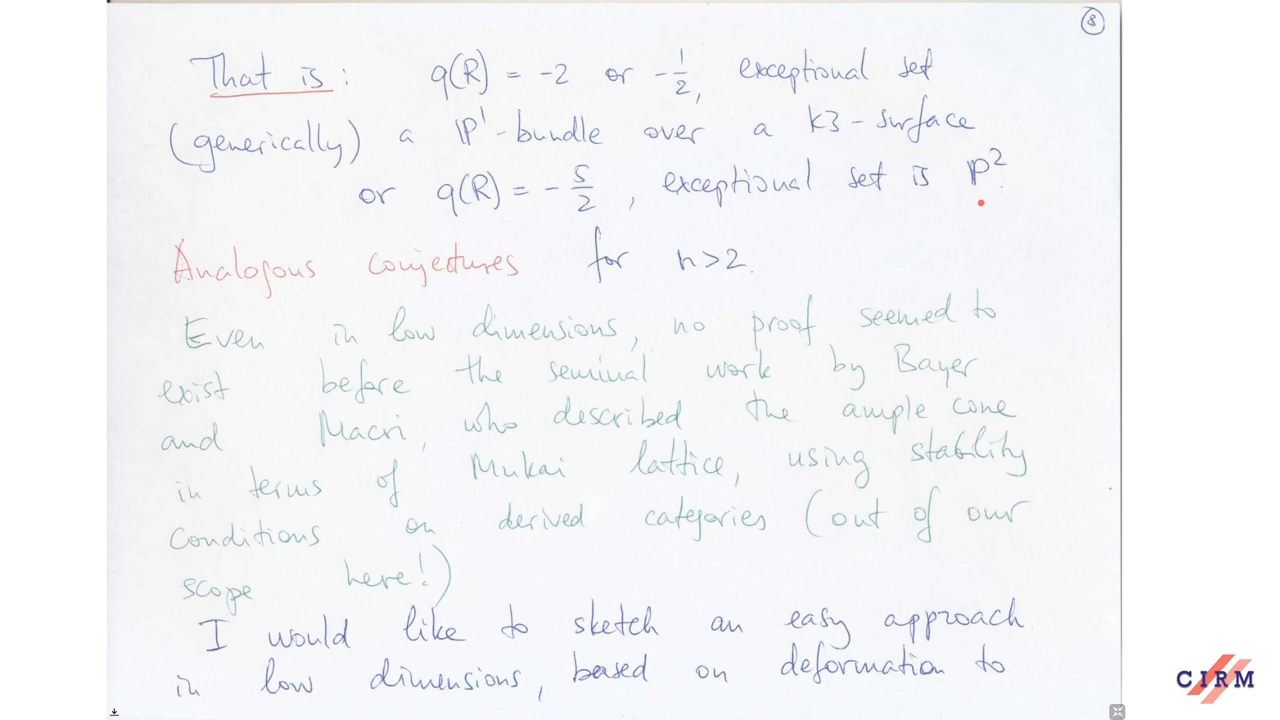 8
That is: q(R) = -2 or -1/2, exceptional set
(generically) a ℙ¹-bundle over a K3-surface
or q(R) = -5/2, exceptional set is ℙ².
Analogous conjectures for n>2.
Even in low dimensions, no proof seemed to
exist before the seminal work by Bayer
and Macri, who described the ample cone
in terms of Mukai lattice, using stability
conditions on derived categories (out of our
scope here!)
I would like to sketch an easy approach
in low dimensions, based on deformation to
CIRM